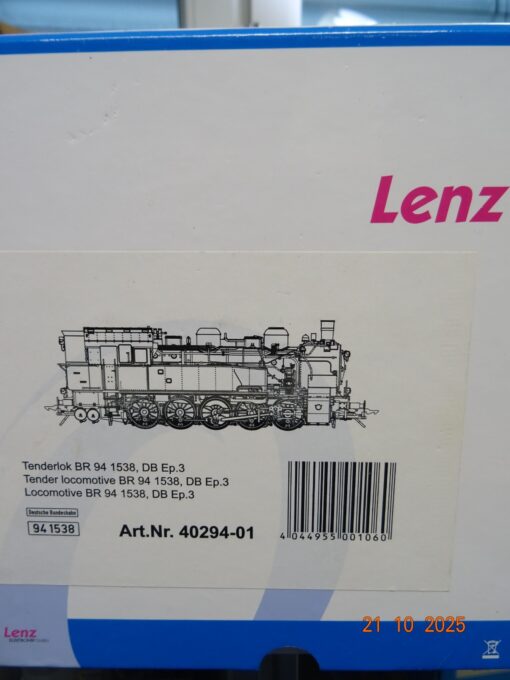 Lenz
Tenderlok BR 94 1538, DB Ep.3
Tender locomotive BR 94 1538, DB Ep.3
Locomotive BR 94 1538, DB Ep.3
Deutsche Bundesbahn
94 1538
Art.Nr. 40294-01
4 044955 001060
Lenz
21 10 2025